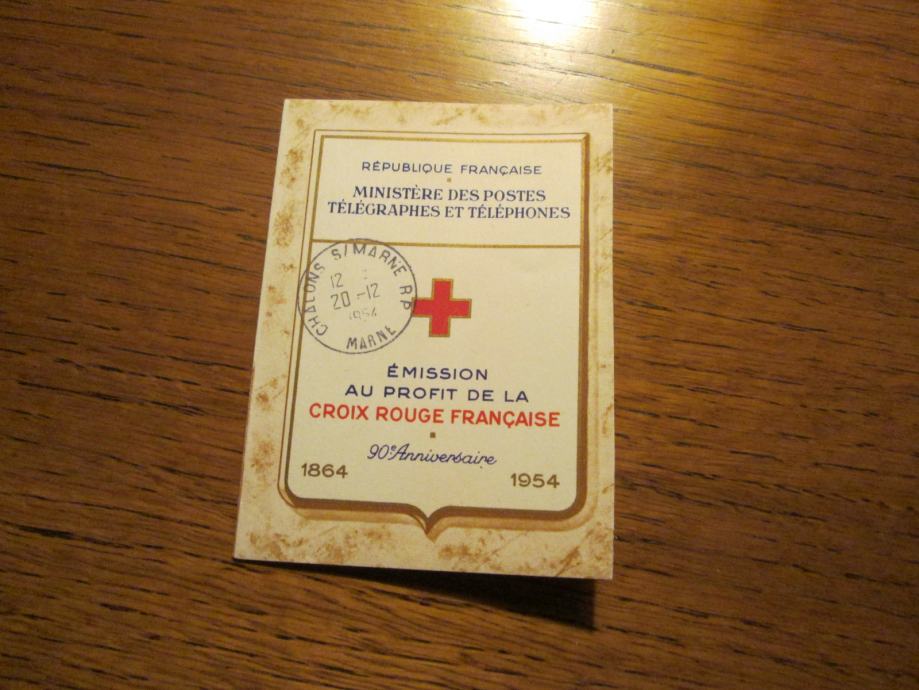 RÉPUBLIQUE FRANÇAISE
MINISTÈRE DES POSTES
TÉLÉGRAPHES ET TÉLÉPHONES
CHALONS S/MARNE R.P
12
20 -12
1954
MARNE
ÉMISSION
AU PROFIT DE LA
CROIX ROUGE FRANÇAISE
90e Anniversaire
1864
1954